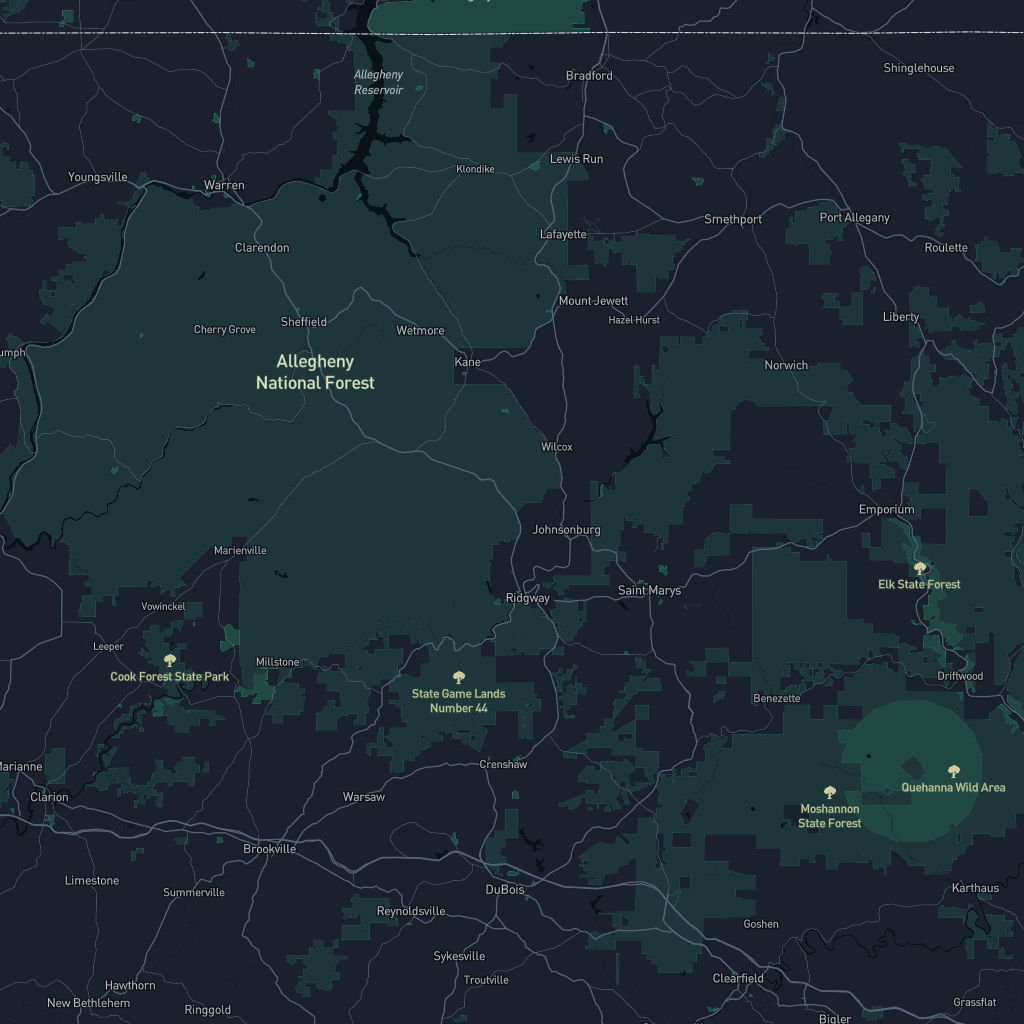 Allegheny
Reservoir
Bradford
Shinglehouse
Lewis Run
Klondike
Youngsville
Warren
Smethport
Port Allegany
Lafayette
Clarendon
Roulette
Mount Jewett
Hazel Hurst
Liberty
Sheffield
Cherry Grove
Wetmore
umph
Allegheny
National Forest
Kane
Norwich
Wilcox
Emporium
Johnsonburg
Marienville
Elk State Forest
Saint Marys
Ridgway
Vowinckel
Leeper
Millstone
Cook Forest State Park
Driftwood
State Game Lands
Number 44
Benezette
Marianne
Crenshaw
Quehanna Wild Area
Clarion
Warsaw
Moshannon
State Forest
Brookville
Limestone
Summerville
DuBois
Karthaus
Reynoldsville
Goshen
Sykesville
Troutville
Clearfield
Hawthorn
New Bethlehem
Ringgold
Grassflat
Bigler